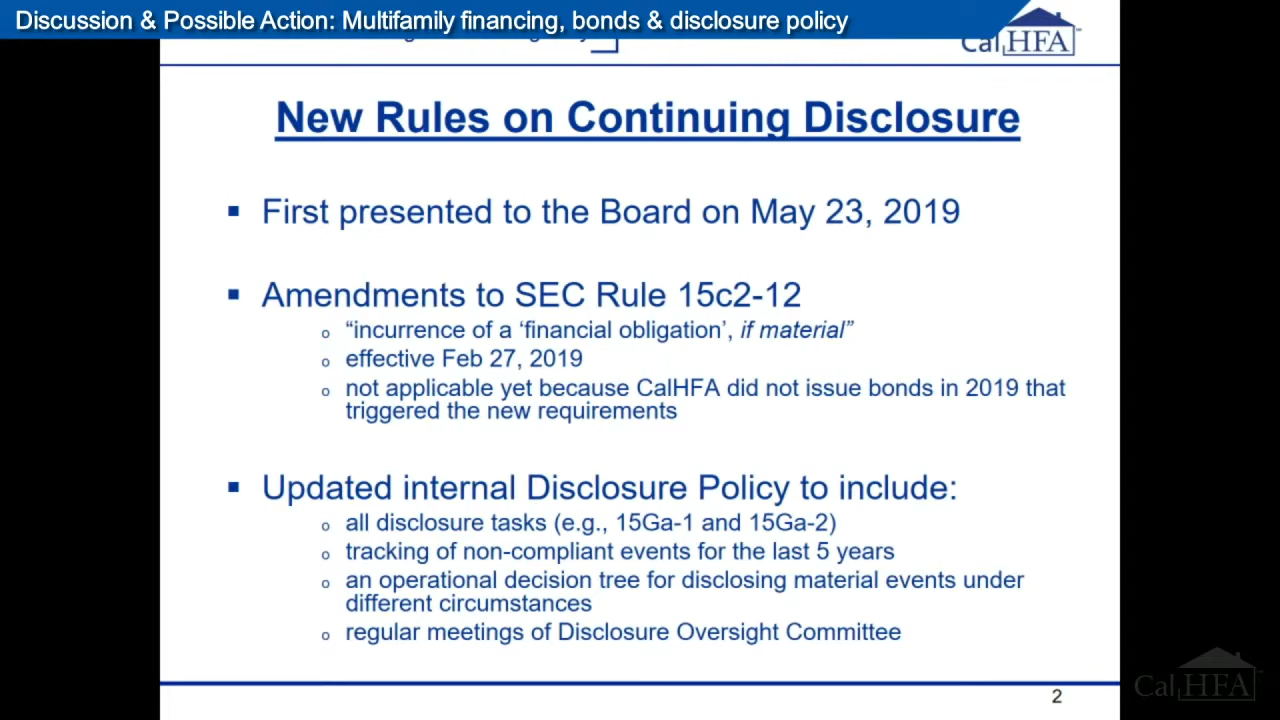 Discussion & Possible Action: Multifamily financing, bonds & disclosure policy
CalHFA
New Rules on Continuing Disclosure
▪ First presented to the Board on May 23, 2019
▪ Amendments to SEC Rule 15c2-12
o “incurrence of a ‘financial obligation’, if material”
o effective Feb 27, 2019
o not applicable yet because CalHFA did not issue bonds in 2019 that
triggered the new requirements
▪ Updated internal Disclosure Policy to include:
o all disclosure tasks (e.g., 15Ga-1 and 15Ga-2)
o tracking of non-compliant events for the last 5 years
o an operational decision tree for disclosing material events under
different circumstances
o regular meetings of Disclosure Oversight Committee
2
CalHFA